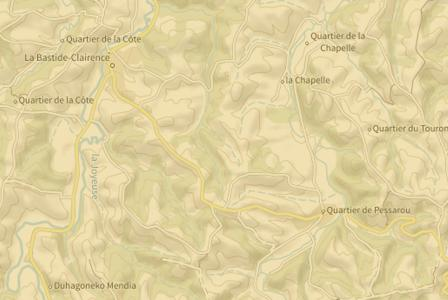 Quartier de la Côte
Quartier de la
Chapelle
La Bastide-Clairence
la Chapelle
Quartier de la Côte
Quartier du Touron
la Joyeuse
Quartier de Pessarou
Duhagoneko Mendia